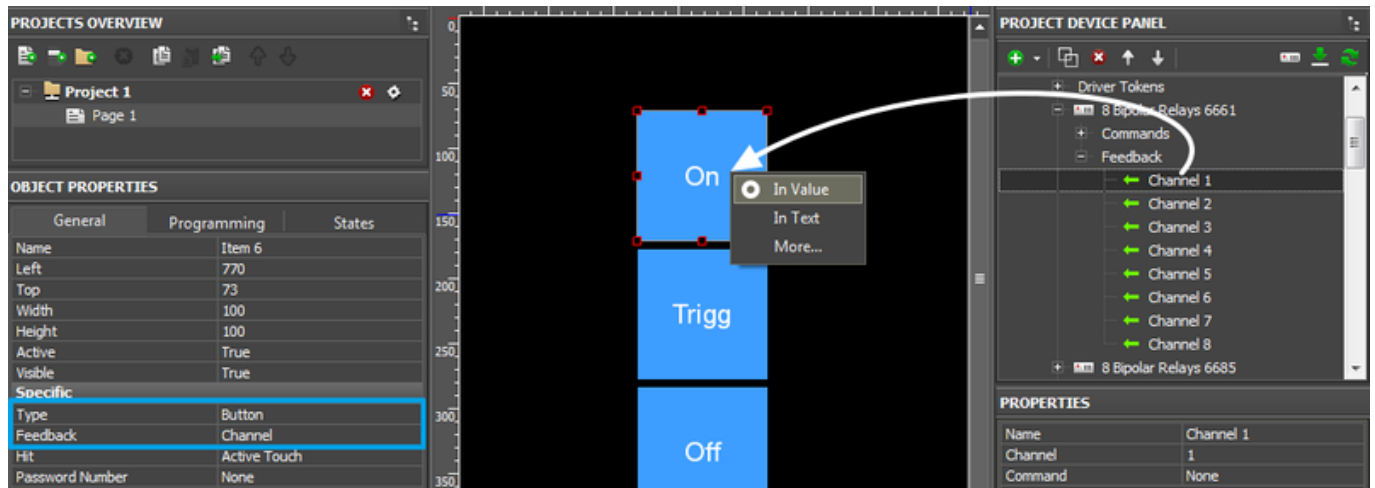 PROJECTS OVERVIEW
Project 1
Page 1
OBJECT PROPERTIES
General Programming States
Name Item 6
Left 770
Top 73
Width 100
Height 100
Active True
Visible True
Specific
Type Button
Feedback Channel
Hit Active Touch
Password Number None
0
50
100
150
200
250
300
350
On
Trigg
Off
In Value
In Text
More...
PROJECT DEVICE PANEL
Driver Tokens
8 Bipolar Relays 6661
Commands
Feedback
Channel 1
Channel 2
Channel 3
Channel 4
Channel 5
Channel 6
Channel 7
Channel 8
8 Bipolar Relays 6685
PROPERTIES
Name Channel 1
Channel 1
Command None